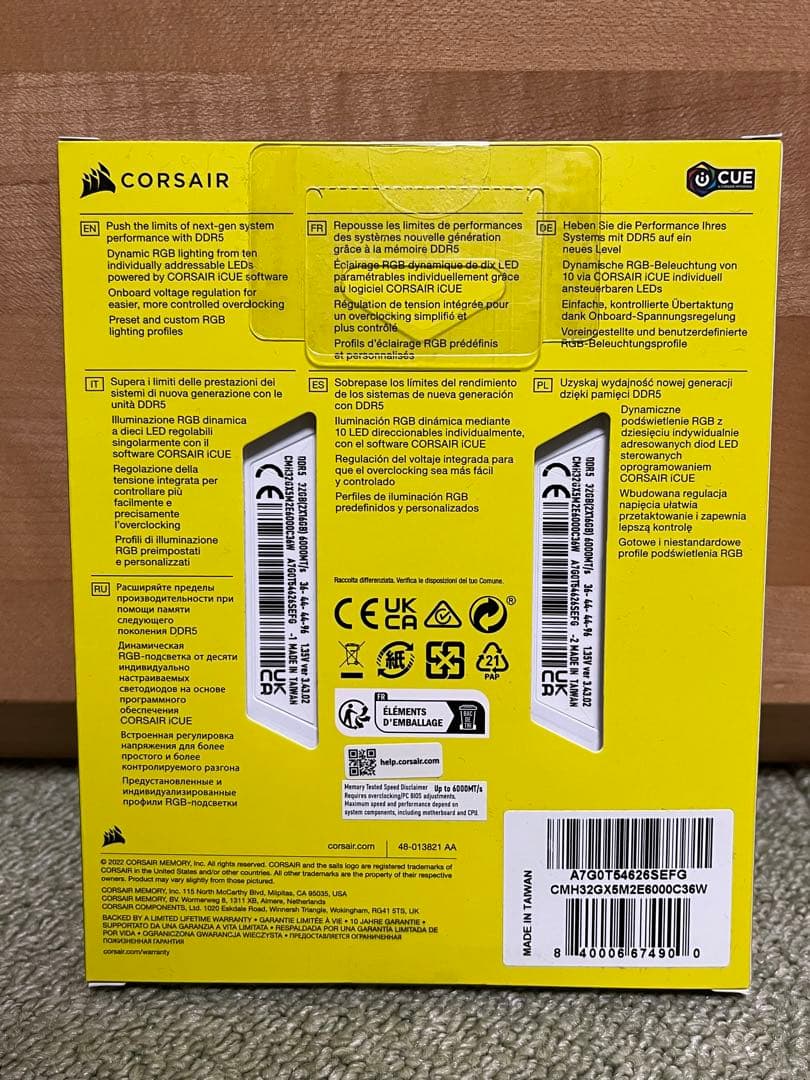 CORSAIR
iCUE
EN
Push the limits of next-gen system
performance with DDR5
Dynamic RGB lighting from ten
individually addressable LEDs
powered by CORSAIR iCUE software
Onboard voltage regulation for
easier, more controlled overclocking
Preset and custom RGB
lighting profiles
FR
Repousse les limites de performances
des systèmes nouvelle génération
grâce à la mémoire DDR5
Éclairage RGB dynamique de dix LED
paramétrables individuellement grâce
au logiciel CORSAIR iCUE
Régulation de tension intégrée pour
un overclocking simplifié et
plus contrôlé
Profils d'éclairage RGB prédéfinis
et personnalisés
DE
Heben Sie die Performance Ihres
Systems mit DDR5 auf ein
neues Level
Dynamische RGB-Beleuchtung von
10 via CORSAIR iCUE individuell
ansteuerbaren LEDs
Einfache, kontrollierte Übertaktung
dank Onboard-Spannungsregelung
Voreingestellte und benutzerdefinierte
RGB-Beleuchtungsprofile
IT
Supera i limiti delle prestazioni dei
sistemi di nuova generazione con le
unità DDR5
Illuminazione RGB dinamica
a dieci LED regolabili
singolarmente con il
software CORSAIR iCUE
Regolazione della
tensione integrata per
controllare più
facilmente e
precisamente
l'overclocking
Profili di illuminazione
RGB preimpostati
e personalizzati
ES
Sobrepase los límites del rendimiento
de los sistemas de nueva generación
con DDR5
Iluminación RGB dinámica mediante
10 LED direccionables individualmente,
con el software CORSAIR iCUE
Regulación del voltaje integrada para
que el overclocking sea más fácil
y controlado
Perfiles de iluminación RGB
predefinidos y personalizados
PL
Uzyskaj wydajność nowej generacji
dzięki pamięci DDR5
Dynamiczne
podświetlenie RGB z
dziesięciu indywidualnie
adresowanych diod LED
sterowanych
oprogramowaniem
CORSAIR iCUE
Wbudowana regulacja
napięcia ułatwia
przetaktowanie i zapewnia
lepszą kontrolę
Gotowe i niestandardowe
profile podświetlenia RGB
RU
Расширяйте пределы
производительности при
помощи памяти
следующего
поколения DDR5
Динамическая
RGB-подсветка от десяти
индивидуально
настраиваемых
светодиодов на основе
программного
обеспечения
CORSAIR iCUE
Встроенная регулировка
напряжения для более
простого и более
контролируемого разгона
Предустановленные и
индивидуализированные
профили RGB-подсветки
DDR5 32GB(2X16GB) 6000MT/s 36-44-44-96 1.35V ver 3.43.02
CMH32GX5M2E6000C36W A7G0T54626SEFG -1 MADE IN TAIWAN
CE
UK
CA
DDR5 32GB(2X16GB) 6000MT/s 36-44-44-96 1.35V ver 3.43.02
CMH32GX5M2E6000C36W A7G0T54626SEFG -2 MADE IN TAIWAN
CE
UK
CA
Raccolta differenziata. Verifica le disposizioni del tuo Comune.
CE UK CA ®
紙
21
PAP
FR
ÉLÉMENTS
D'EMBALLAGE
BAC
DE TRI
help.corsair.com
Memory Tested Speed Disclaimer Up to 6000MT/s
Requires overclocking/PC BIOS adjustments.
Maximum speed and performance depend on
system components, including motherboard and CPU.
corsair.com | 48-013821 AA
© 2022 CORSAIR MEMORY, Inc. All rights reserved. CORSAIR and the sails logo are registered trademarks of
CORSAIR in the United States and/or other countries. All other trademarks are the property of their respective
owners. Product may vary slightly from those pictured.
CORSAIR MEMORY, Inc. 115 North McCarthy Blvd, Milpitas, CA 95035, USA
CORSAIR MEMORY, BV. Wormerweg 8, 1311 XB, Almere, Netherlands
CORSAIR COMPONENTS, Ltd. 1020 Eskdale Road, Winnersh Triangle, Wokingham, RG41 5TS, UK
BACKED BY A LIMITED LIFETIME WARRANTY • GARANTIE LIMITÉE À VIE • 10 JAHRE GARANTIE •
SUPPORTATO DA UNA GARANZIA A VITA LIMITATA • RESPALDADA POR UNA GARANTÍA LIMITADA DE
POR VIDA • OGRANICZONA GWARANCJA WIECZYSTA • ПРЕДОСТАВЛЯЕТСЯ ОГРАНИЧЕННАЯ
ПОЖИЗНЕННАЯ ГАРАНТИЯ
corsair.com/warranty
MADE IN TAIWAN
A7G0T54626SEFG
CMH32GX5M2E6000C36W
8 40006 67490 0